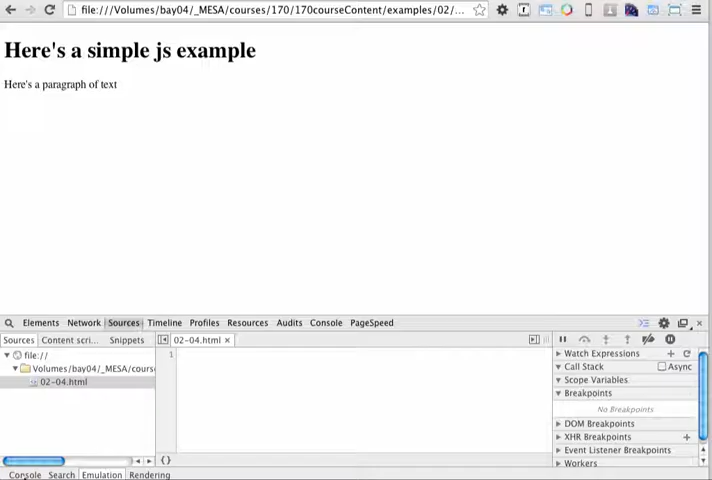 file:///Volumes/bay04/_MESA/courses/170/170courseContent/examples/02/...
Here's a simple js example
Here's a paragraph of text
Elements Network Sources Timeline Profiles Resources Audits Console PageSpeed
Sources Content scri... Snippets 02-04.html ×
file:// 1 Watch Expressions
Volumes/bay04/_MESA/cours Call Stack Async
02-04.html Scope Variables
Breakpoints
No Breakpoints
DOM Breakpoints
XHR Breakpoints
Event Listener Breakpoints
{} Workers
Console Search Emulation Rendering